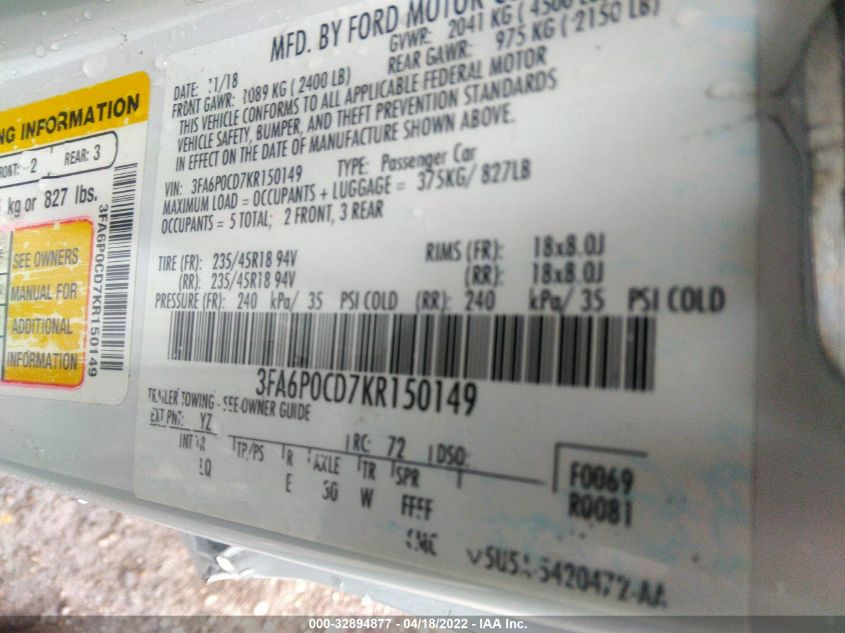 MFD. BY FORD MOTOR
GVWR: 2041 KG (4500
DATE: 11/18
FRONT GAWR: 1089 KG (2400 LB)
REAR GAWR: 975 KG (2150 LB)
THIS VEHICLE CONFORMS TO ALL APPLICABLE FEDERAL MOTOR
VEHICLE SAFETY, BUMPER, AND THEFT PREVENTION STANDARDS
IN EFFECT ON THE DATE OF MANUFACTURE SHOWN ABOVE.
VIN: 3FA6P0CD7KR150149 TYPE: Passenger Car
MAXIMUM LOAD = OCCUPANTS + LUGGAGE = 375KG/ 827LB
OCCUPANTS = 5 TOTAL; 2 FRONT, 3 REAR
TIRE (FR): 235/45R18 94V RIMS (FR): 18x8.0J
(RR): 235/45R18 94V (RR): 18x8.0J
PRESSURE (FR): 240 kPa/ 35 PSI COLD (RR): 240 kPa/ 35 PSI COLD
3FA6P0CD7KR150149
TRAILER TOWING - SEE OWNER GUIDE
EXT PNT: YZ RC: 72 DSO:
INT TR TP/PS R AXLE TR SPR
E 3G W FFFF
F0069
R0081
INFORMATION
FRONT: 2 REAR: 3
kg or 827 lbs.
SEE OWNERS
MANUAL FOR
ADDITIONAL
INFORMATION
3FA6P0CD7KR150149
000-32894877 - 04/18/2022 - IAA Inc.